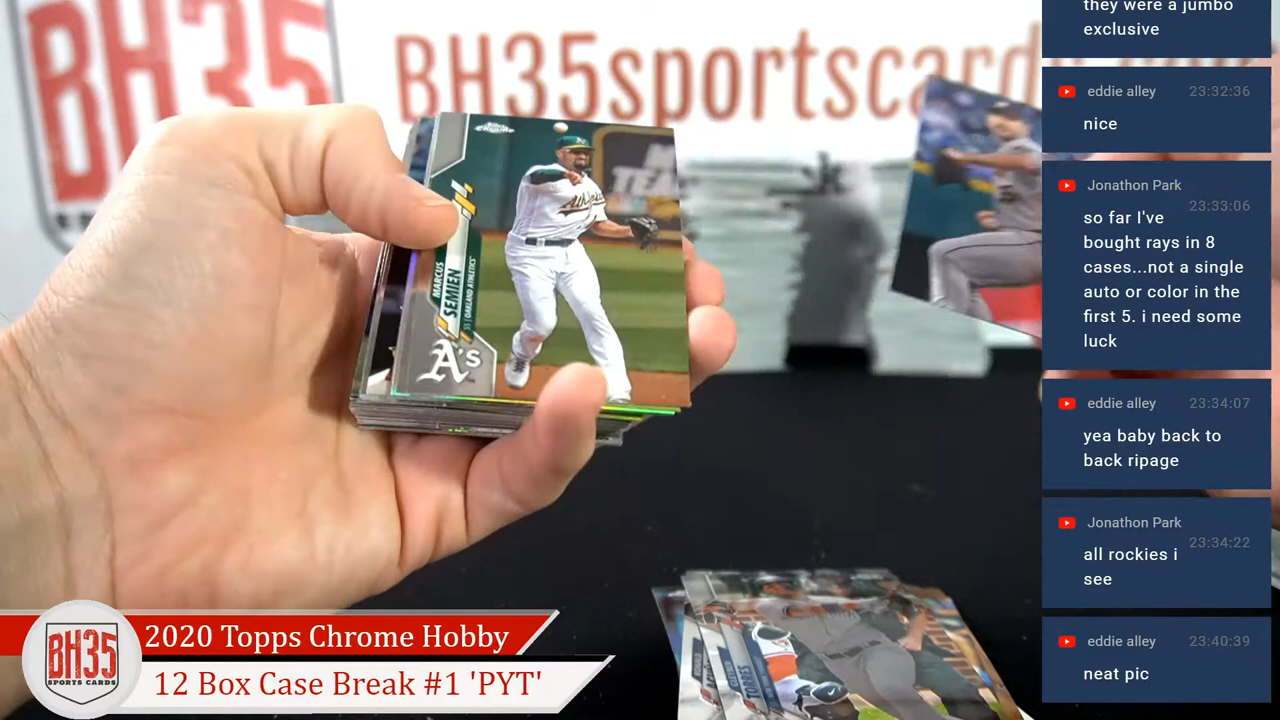 BH35
SPORTS
BH35sportscard
Topps
Chrome
MARCUS
SEMIEN
SS | OAKLAND ATHLETICS
A's
Athletics
TORRES
they were a jumbo
exclusive
eddie alley 23:32:36
nice
Jonathon Park 23:33:06
so far I've
bought rays in 8
cases...not a single
auto or color in the
first 5. i need some
luck
eddie alley 23:34:07
yea baby back to
back ripage
Jonathon Park 23:34:22
all rockies i
see
eddie alley 23:40:39
neat pic
BH35
SPORTS CARDS
2020 Topps Chrome Hobby
12 Box Case Break #1 'PYT'